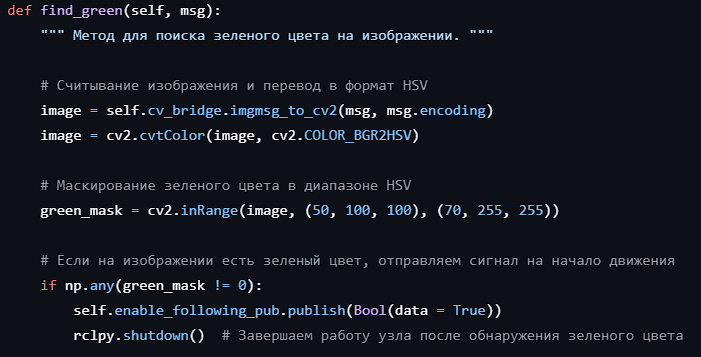 def find_green(self, msg):
    """ Метод для поиска зеленого цвета на изображении. """

    # Считывание изображения и перевод в формат HSV
    image = self.cv_bridge.imgmsg_to_cv2(msg, msg.encoding)
    image = cv2.cvtColor(image, cv2.COLOR_BGR2HSV)

    # Маскирование зеленого цвета в диапазоне HSV
    green_mask = cv2.inRange(image, (50, 100, 100), (70, 255, 255))

    # Если на изображении есть зеленый цвет, отправляем сигнал на начало движения
    if np.any(green_mask != 0):
        self.enable_following_pub.publish(Bool(data = True))
        rclpy.shutdown()  # Завершаем работу узла после обнаружения зеленого цвета